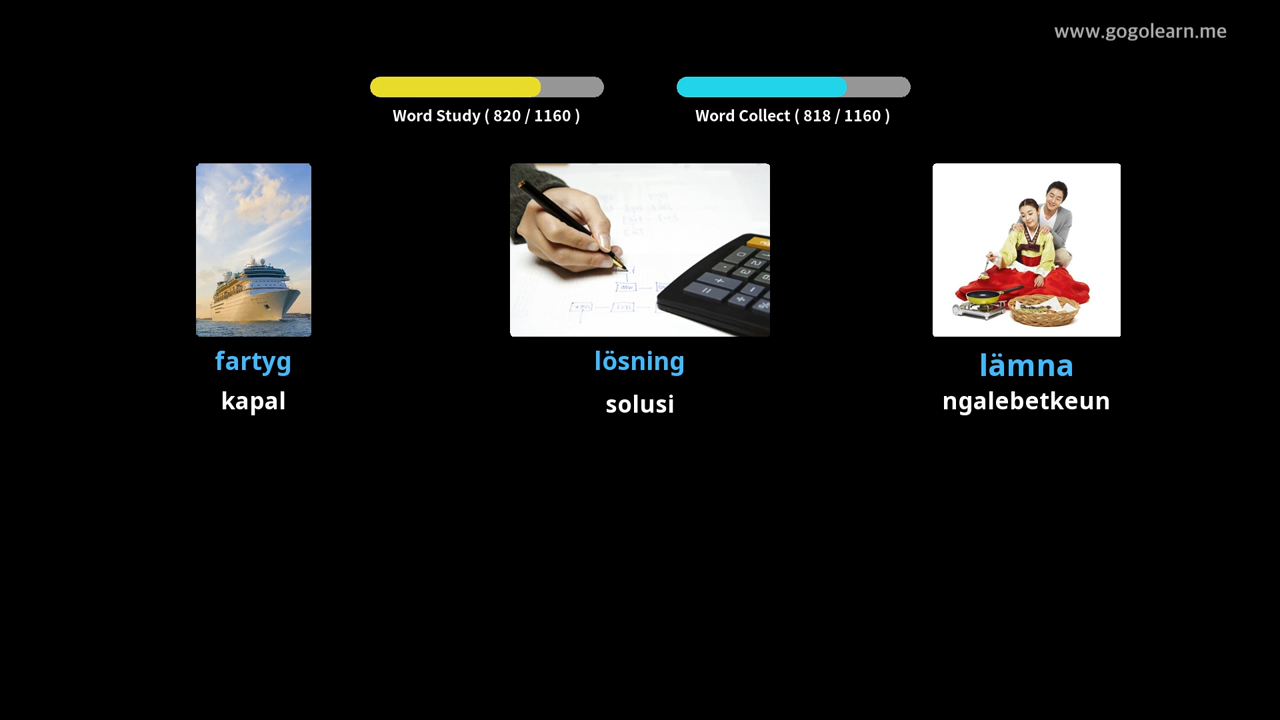 www.gogolearn.me
Word Study ( 820 / 1160 )
Word Collect ( 818 / 1160 )
fartyg
kapal
lösning
solusi
lämna
ngalebetkeun